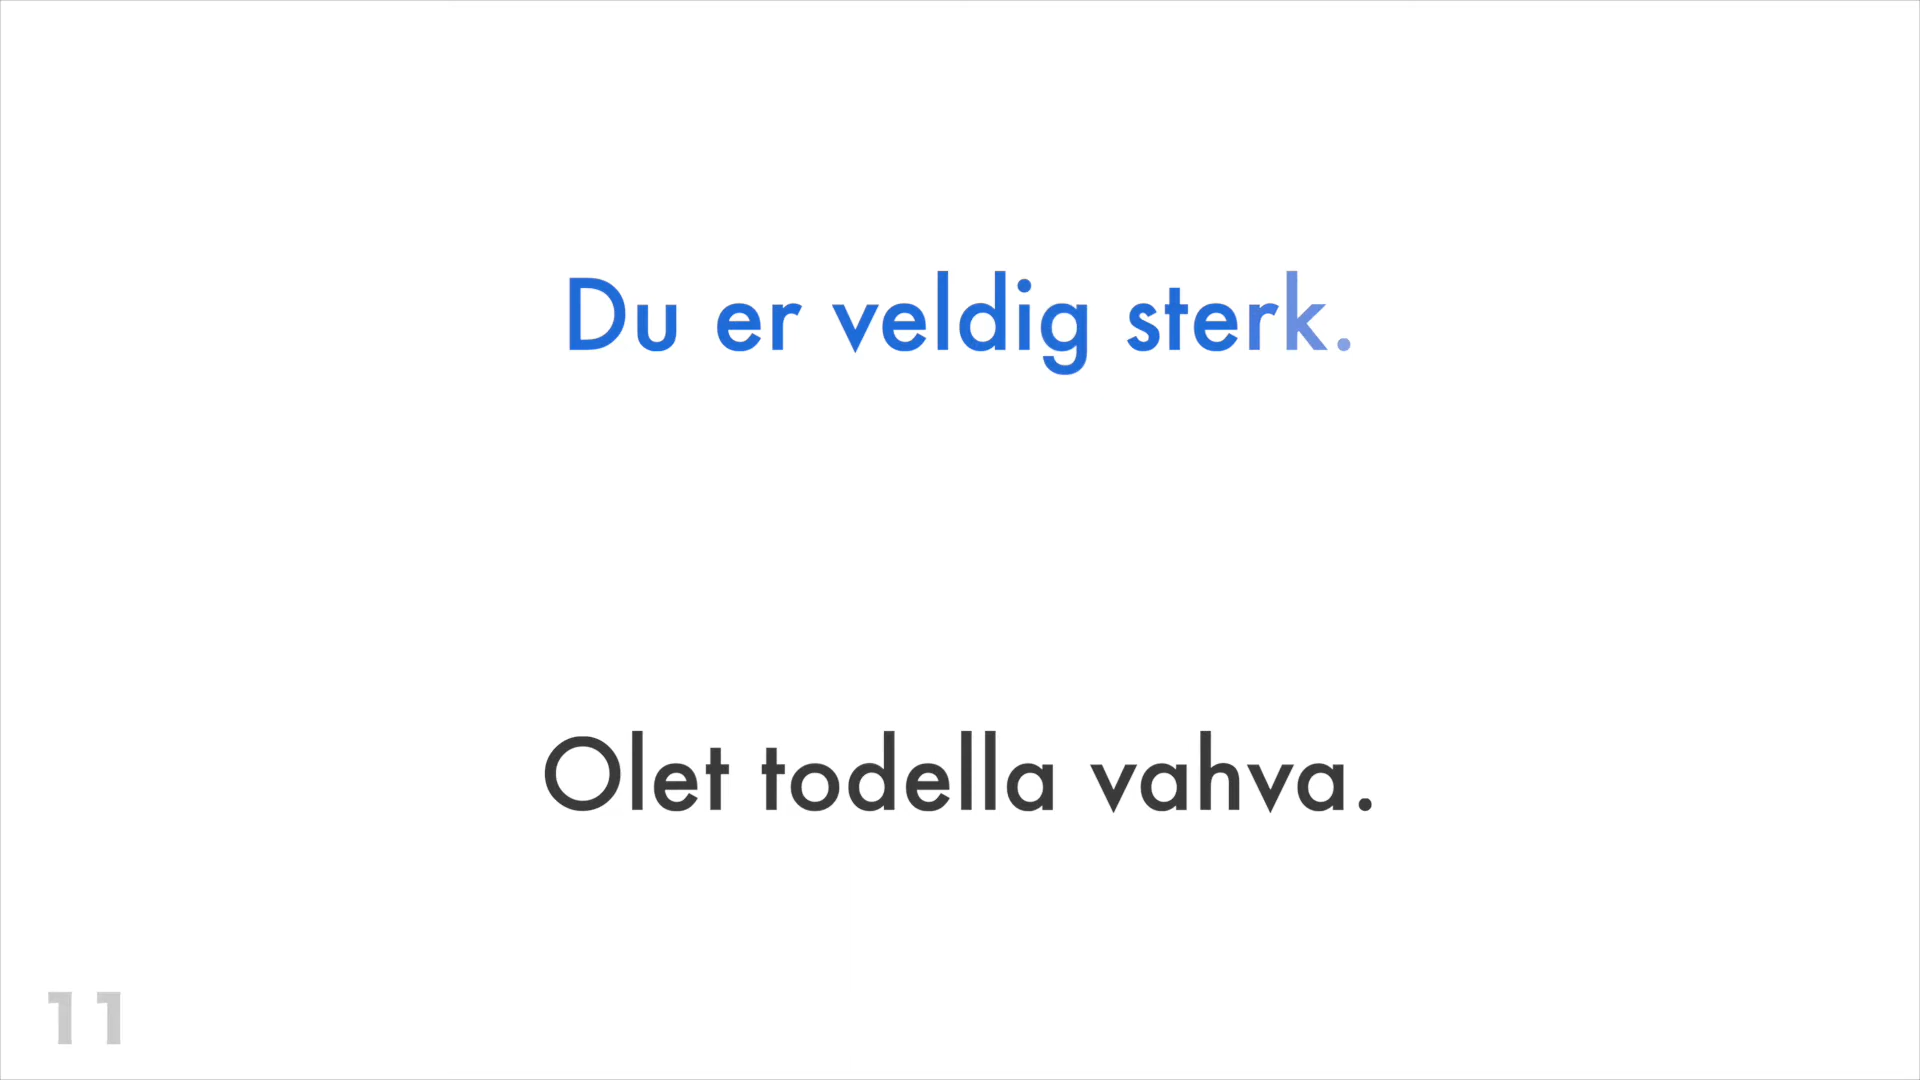 Du er veldig sterk.
Olet todella vahva.
11